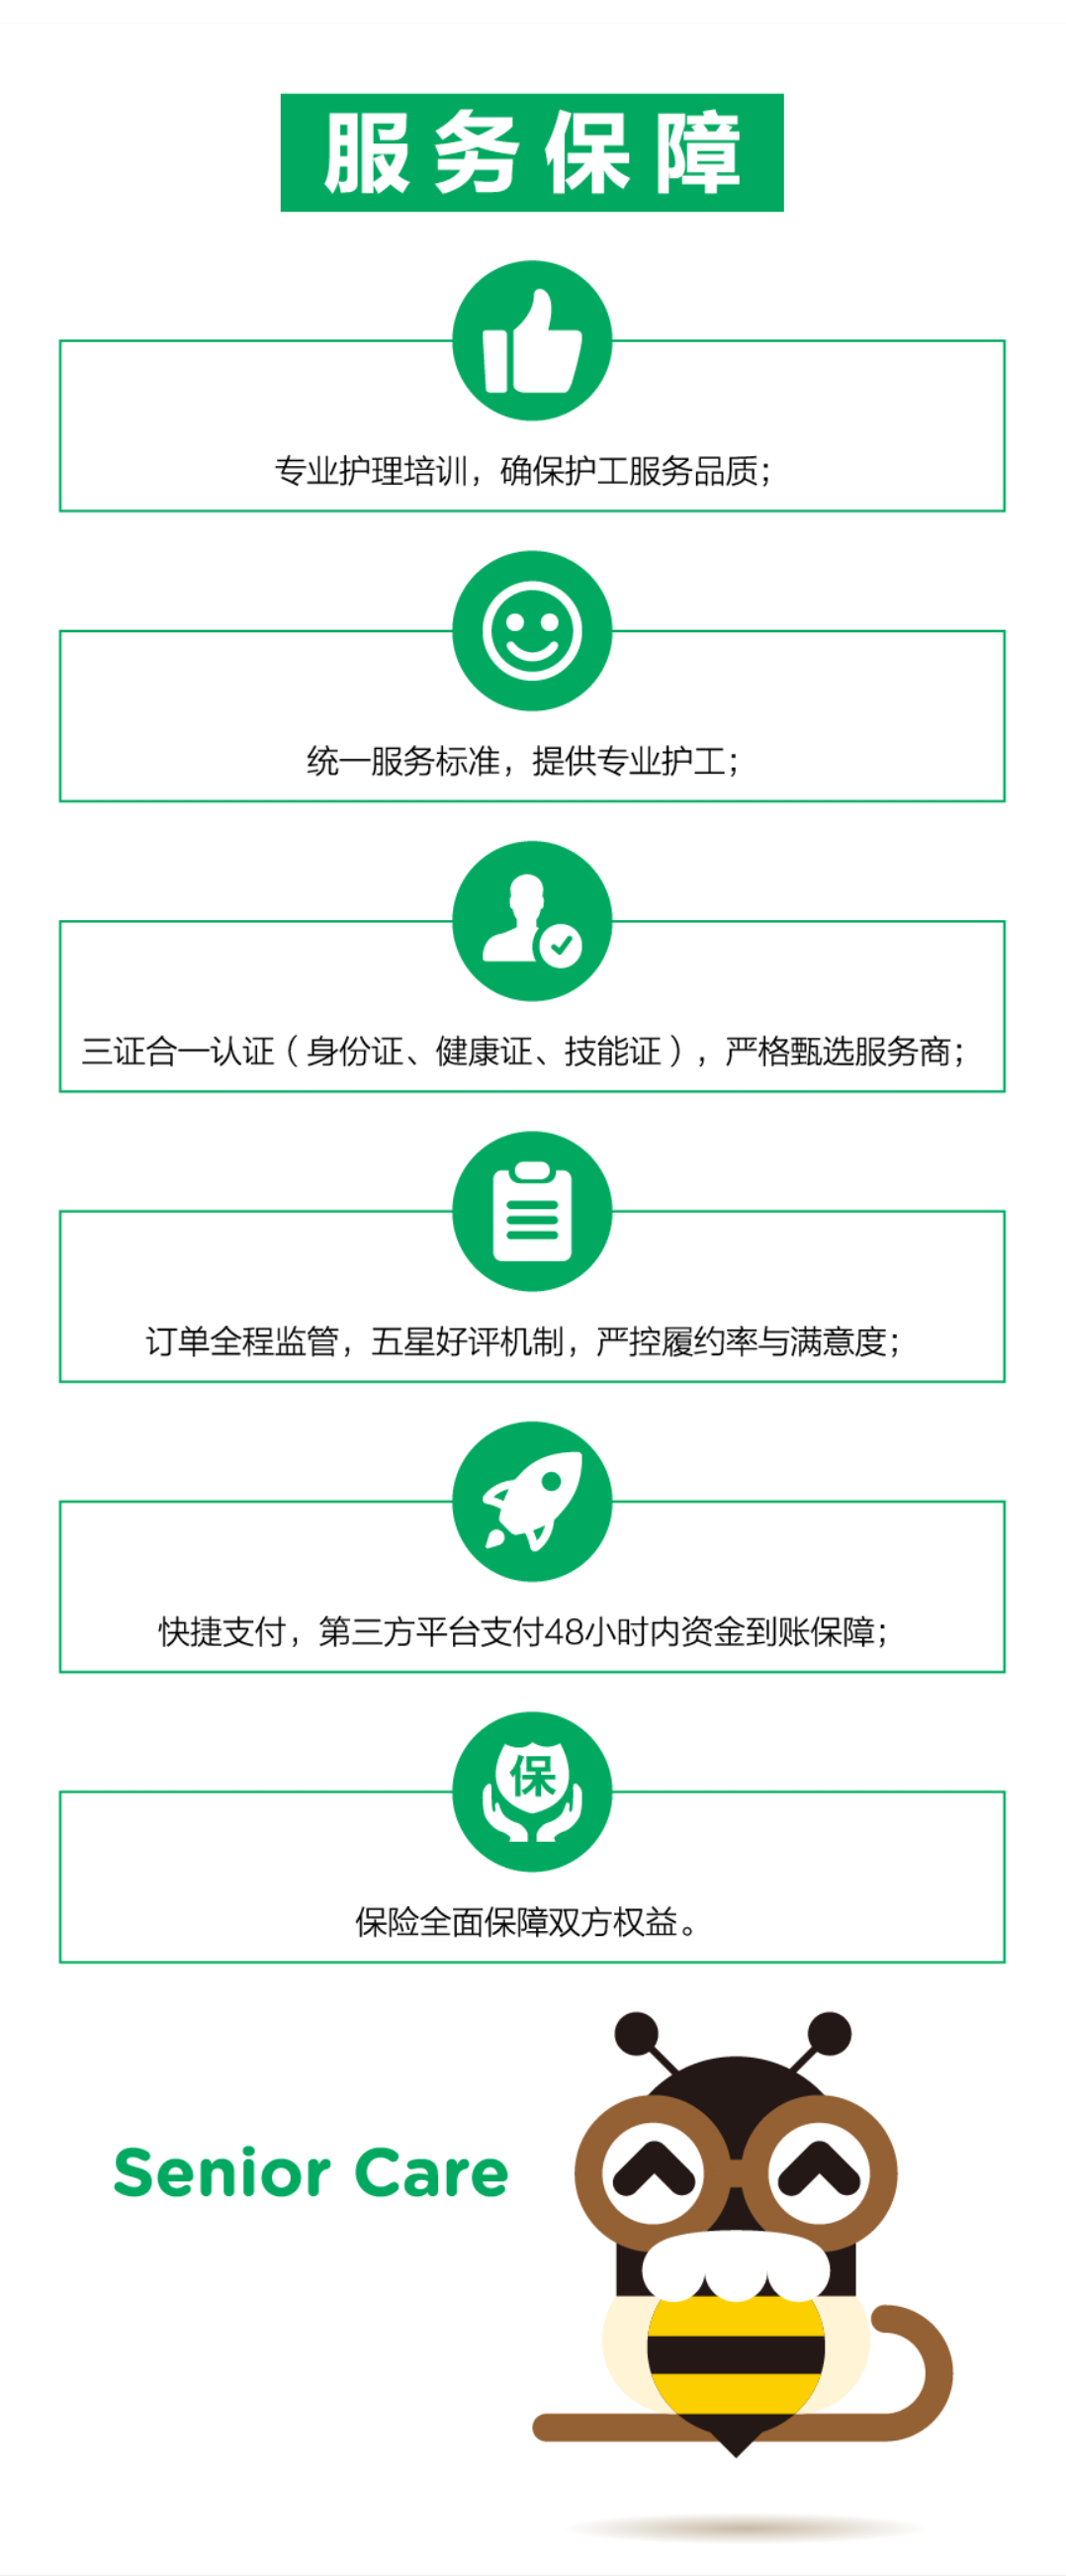 服务保障
专业护理培训，确保护工服务品质；
统一服务标准，提供专业护工；
三证合一认证（身份证、健康证、技能证），严格甄选服务商；
订单全程监管，五星好评机制，严控履约率与满意度；
快捷支付，第三方平台支付48小时内资金到账保障；
保
保险全面保障双方权益。
Senior Care